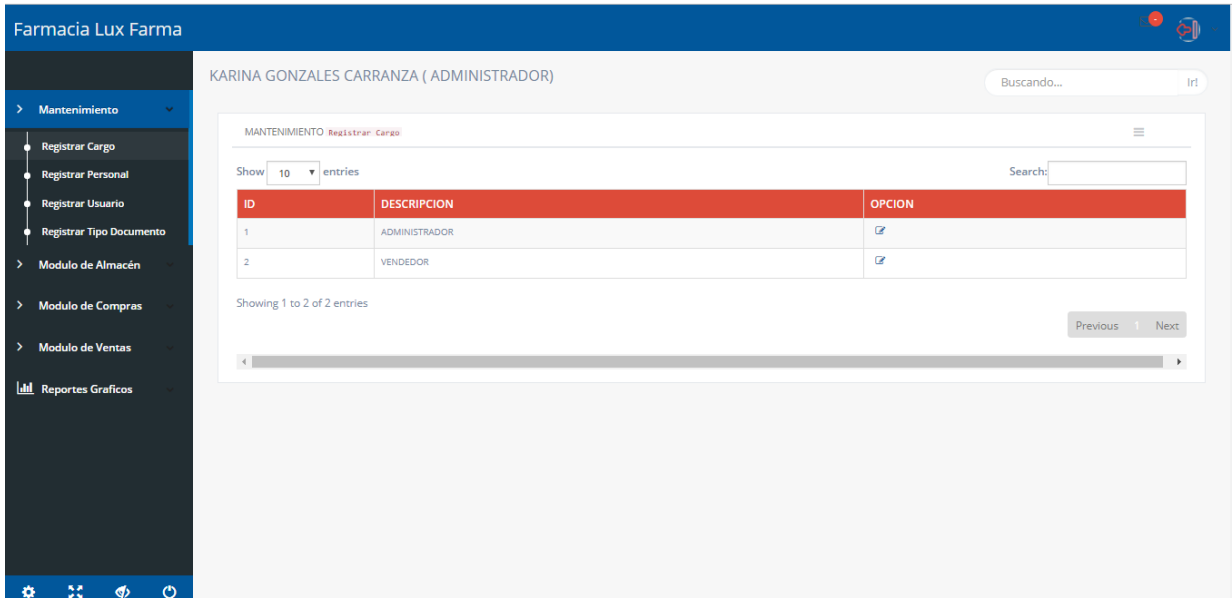 Farmacia Lux Farma
KARINA GONZALES CARRANZA ( ADMINISTRADOR)
Buscando... Ir!
Mantenimiento
Registrar Cargo
Registrar Personal
Registrar Usuario
Registrar Tipo Documento
Modulo de Almacén
Modulo de Compras
Modulo de Ventas
Reportes Graficos
MANTENIMIENTO Registrar Cargo
Show 10 entries Search:
ID DESCRIPCION OPCION
1 ADMINISTRADOR
2 VENDEDOR
Showing 1 to 2 of 2 entries
Previous 1 Next